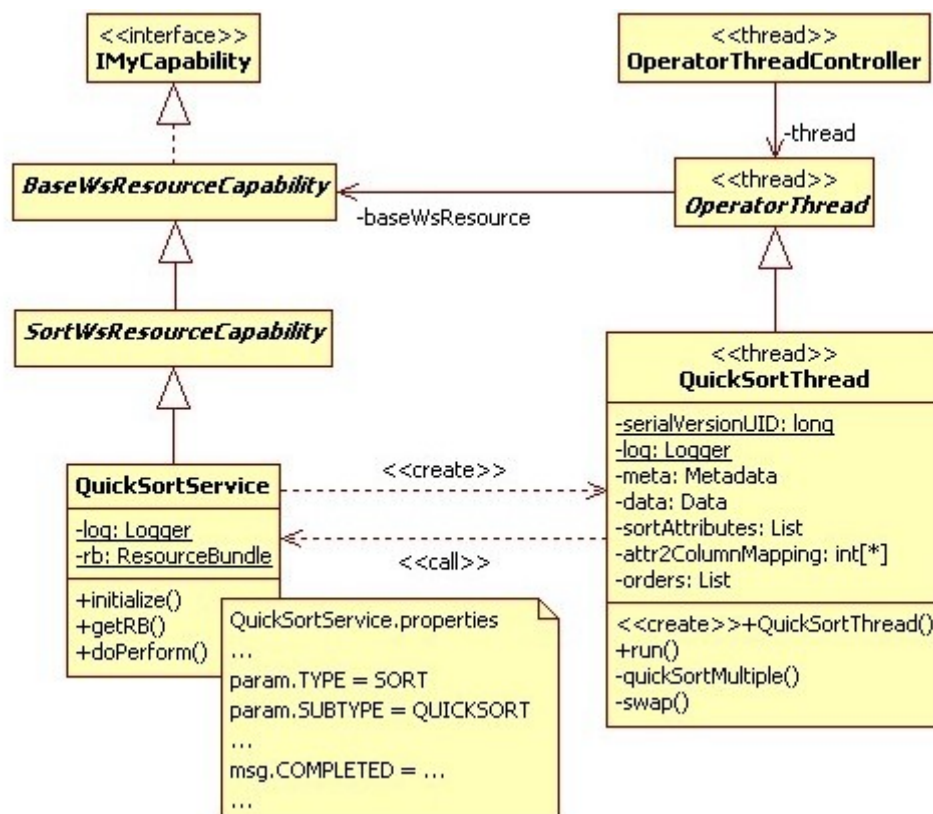 <<interface>>
IMyCapability
<<thread>>
OperatorThreadController
-thread
BaseWsResourceCapability
-baseWsResource
<<thread>>
OperatorThread
SortWsResourceCapability
<<thread>>
QuickSortThread
-serialVersionUID: long
-log: Logger
-meta: Metadata
-data: Data
-sortAttributes: List
-attr2ColumnMapping: int[*]
-orders: List
<<create>>+QuickSortThread()
+run()
-quickSortMultiple()
-swap()
<<create>>
<<call>>
QuickSortService
-log: Logger
-rb: ResourceBundle
+initialize()
+getRB()
+doPerform()
QuickSortService.properties
...
param.TYPE = SORT
param.SUBTYPE = QUICKSORT
...
msg.COMPLETED = ...
...